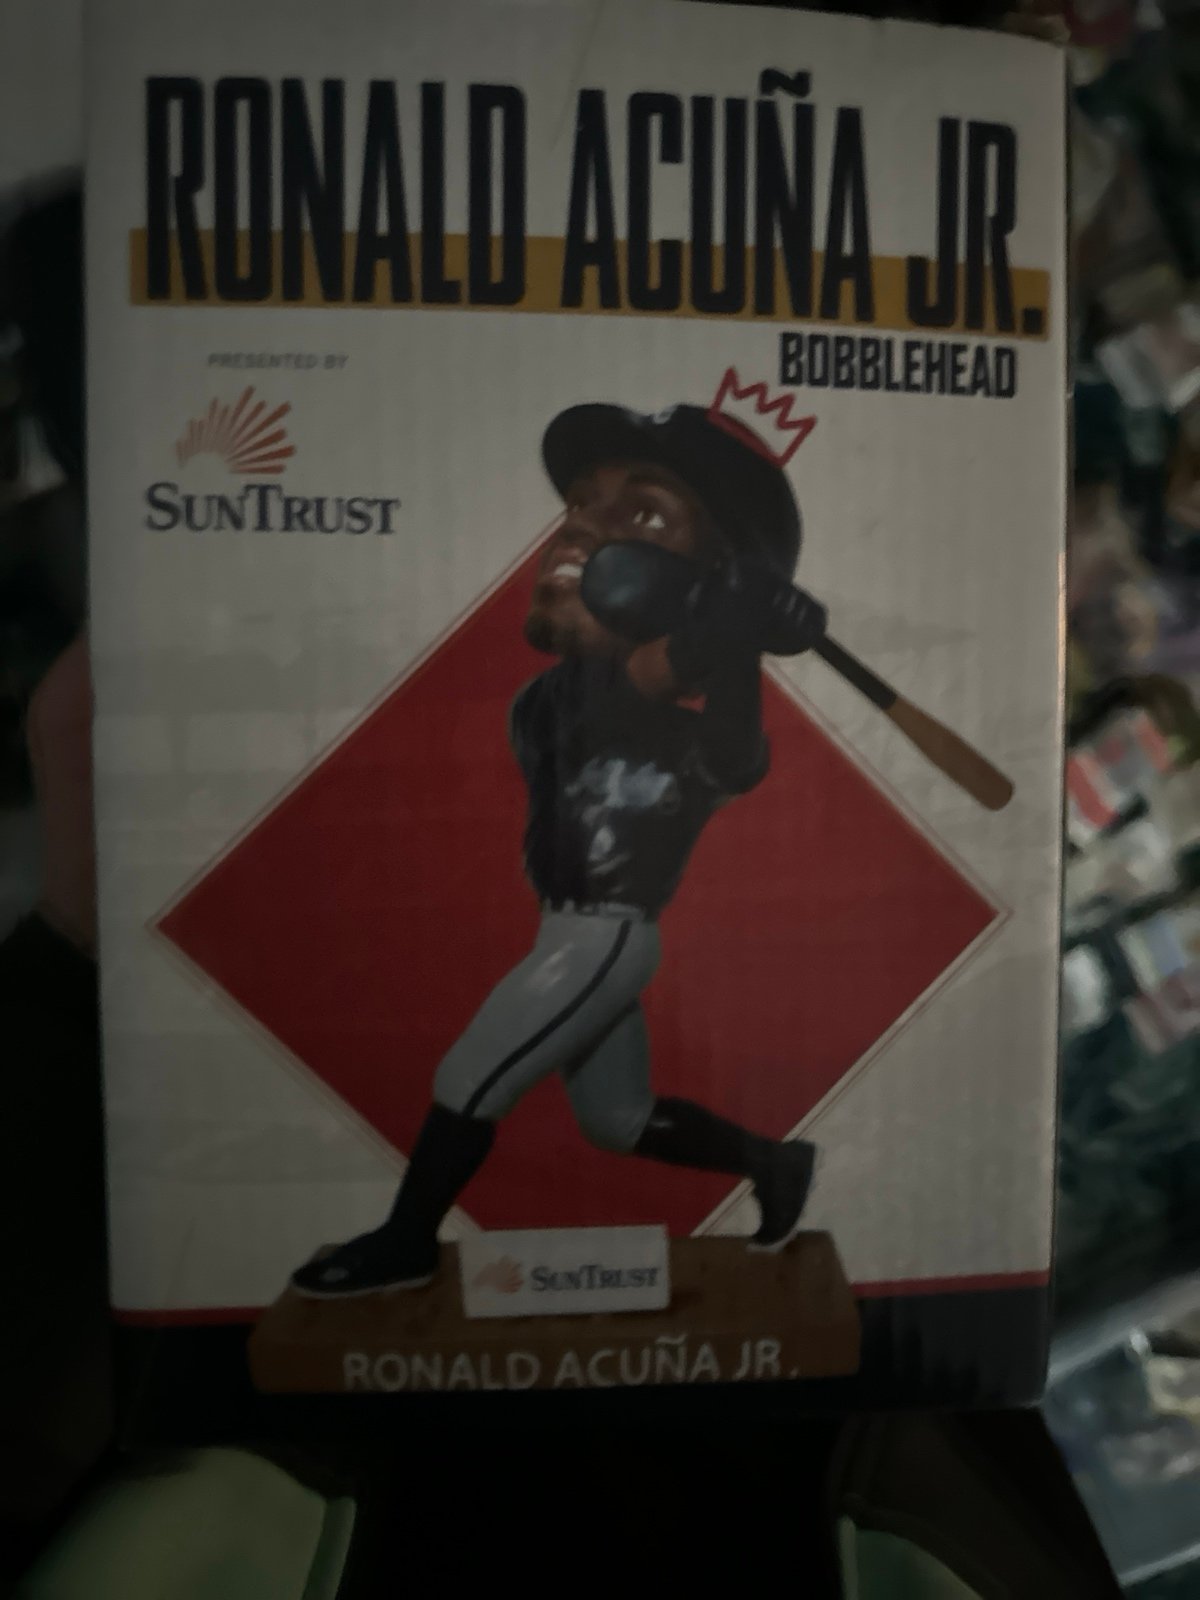 RONALD ACUÑA JR.
BOBBLEHEAD
PRESENTED BY
SUNTRUST
SUNTRUST
RONALD ACUÑA JR.